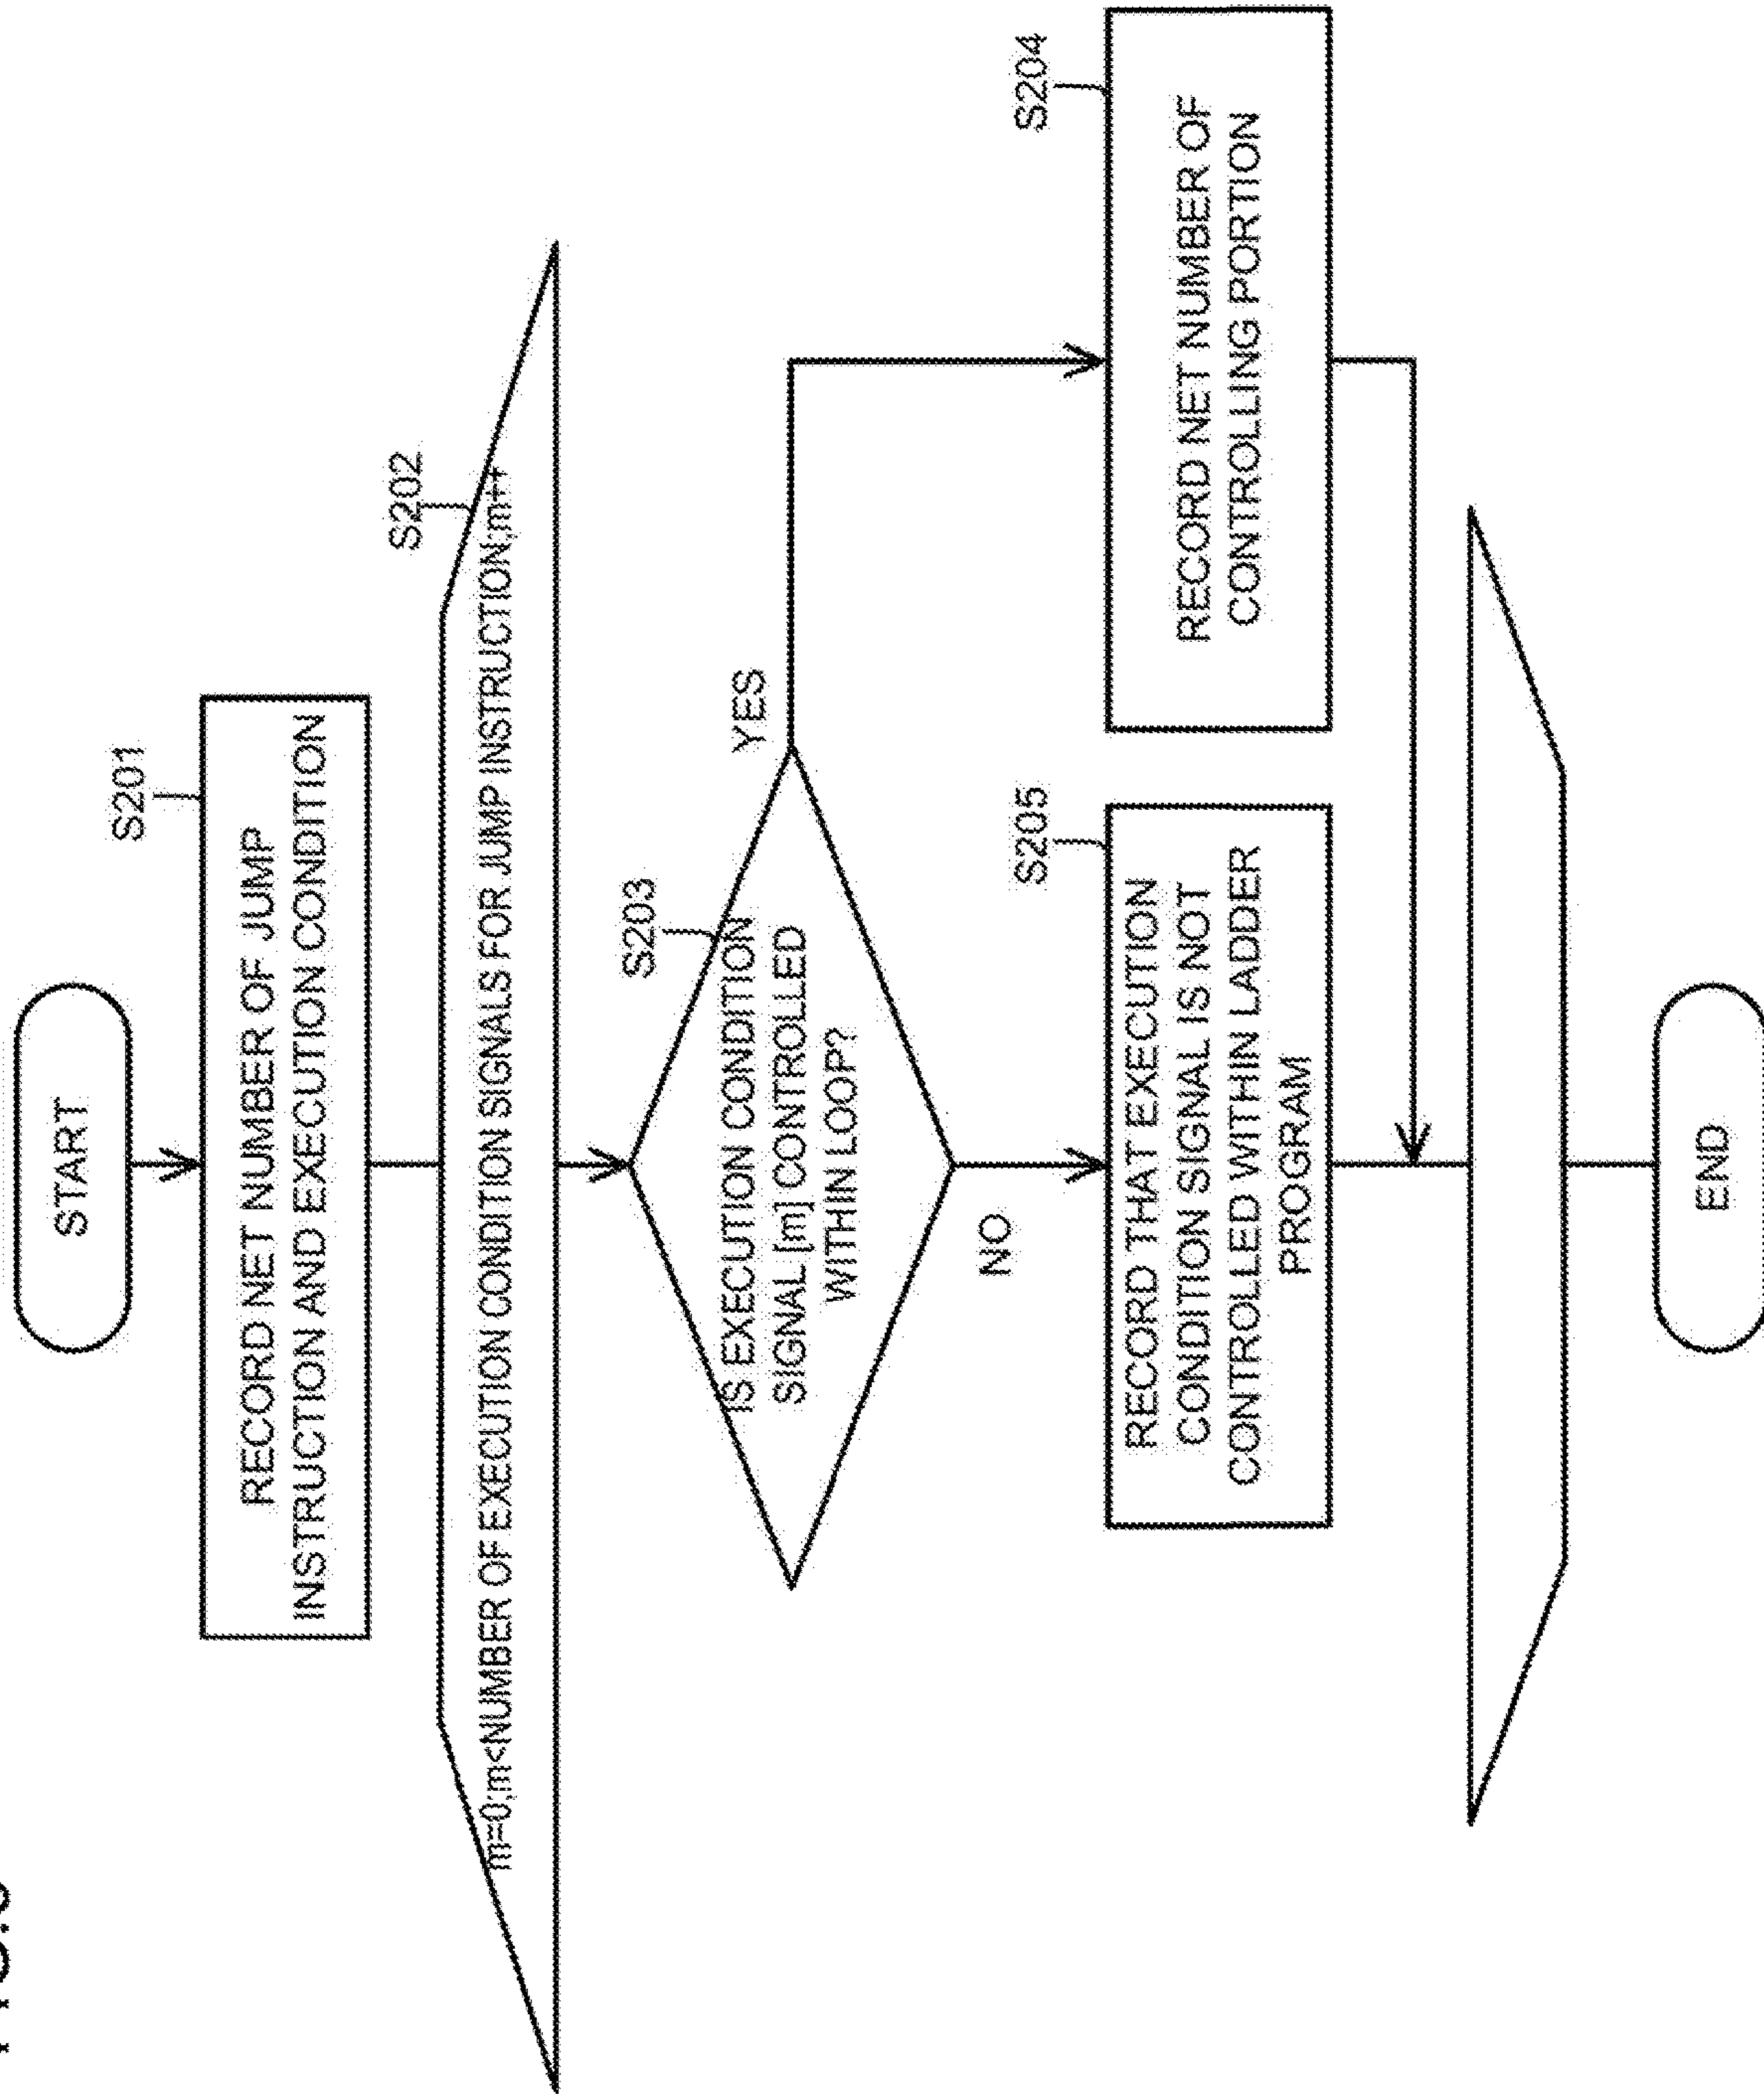 START
S201
RECORD NET NUMBER OF JUMP
INSTRUCTION AND EXECUTION CONDITION
S202
m=0;m<NUMBER OF EXECUTION CONDITION SIGNALS FOR JUMP INSTRUCTION;m++
S203
IS EXECUTION CONDITION
SIGNAL [m] CONTROLLED
WITHIN LOOP?
YES
NO
S205
RECORD THAT EXECUTION
CONDITION SIGNAL IS NOT
CONTROLLED WITHIN LADDER
PROGRAM
S204
RECORD NET NUMBER OF
CONTROLLING PORTION
END